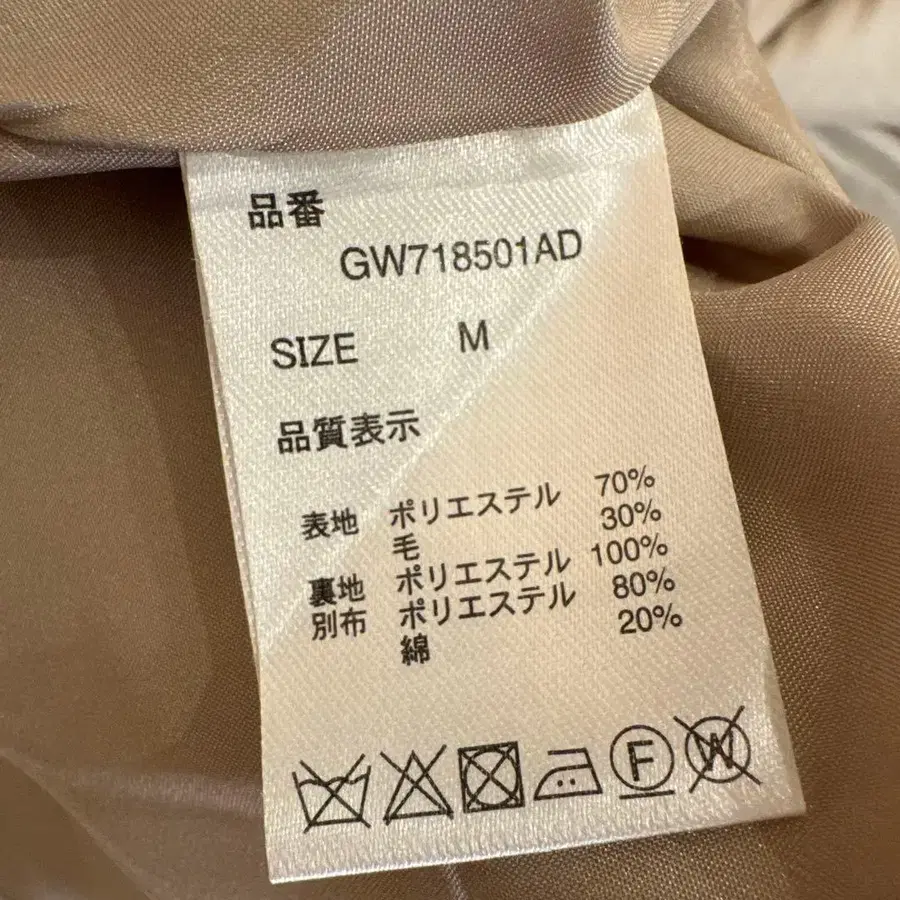 品番
GW718501AD
SIZE M
品質表示
表地 ポリエステル 70%
毛 30%
裏地 ポリエステル 100%
別布 ポリエステル 80%
綿 20%
F W